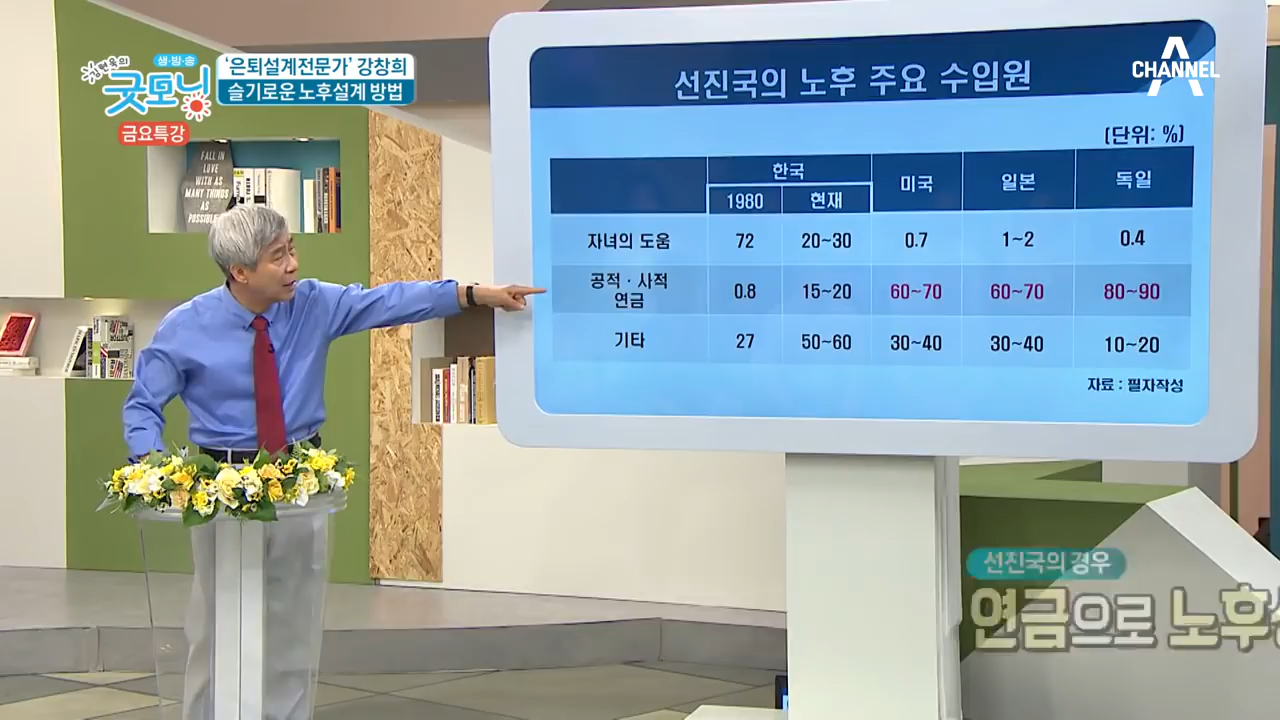 생·방·송
굿모닝
금요특강
'은퇴설계전문가' 강창희
슬기로운 노후설계 방법
CHANNEL
A
FALL IN
LOVE
WITH AS
MANY THINGS
AS
POSSIBLE
선진국의 노후 주요 수입원
(단위: %)
한국 미국 일본 독일
1980 현재
자녀의 도움 72 20~30 0.7 1~2 0.4
공적·사적
연금 0.8 15~20 60~70 60~70 80~90
기타 27 50~60 30~40 30~40 10~20
자료 : 필자작성
선진국의 경우
연금으로 노후